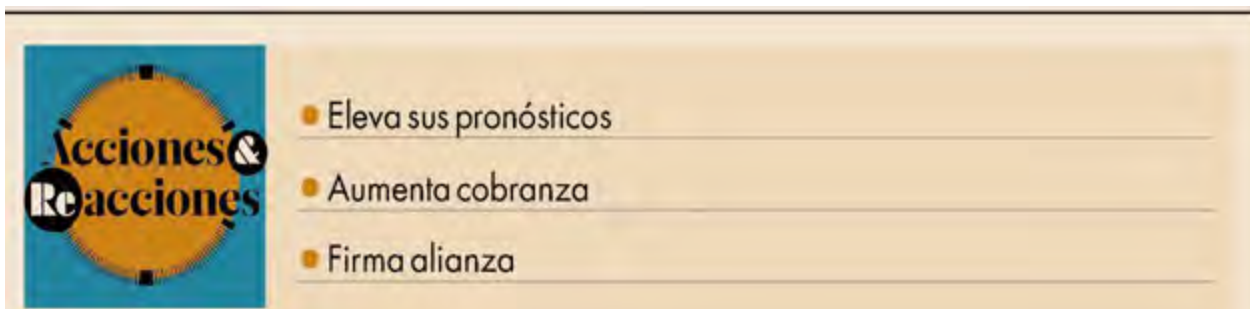 Acciones &
Reacciones
Eleva sus pronósticos
Aumenta cobranza
Firma alianza